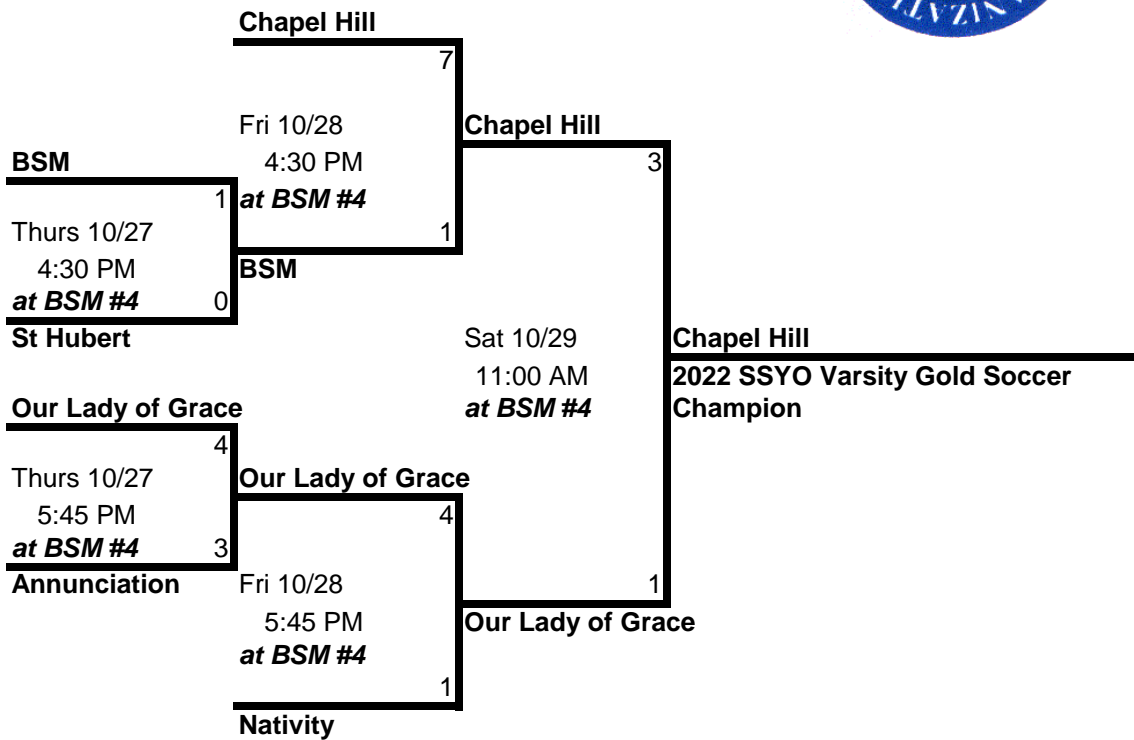 Chapel Hill
7
Fri 10/28
Chapel Hill
BSM
4:30 PM
3
1
at BSM #4
Thurs 10/27
1
4:30 PM
BSM
at BSM #4
0
St Hubert
Sat 10/29
Chapel Hill
11:00 AM
2022 SSYO Varsity Gold Soccer
Our Lady of Grace
at BSM #4
Champion
4
Thurs 10/27
Our Lady of Grace
5:45 PM
4
at BSM #4
3
Annunciation
Fri 10/28
1
5:45 PM
Our Lady of Grace
at BSM #4
1
Nativity